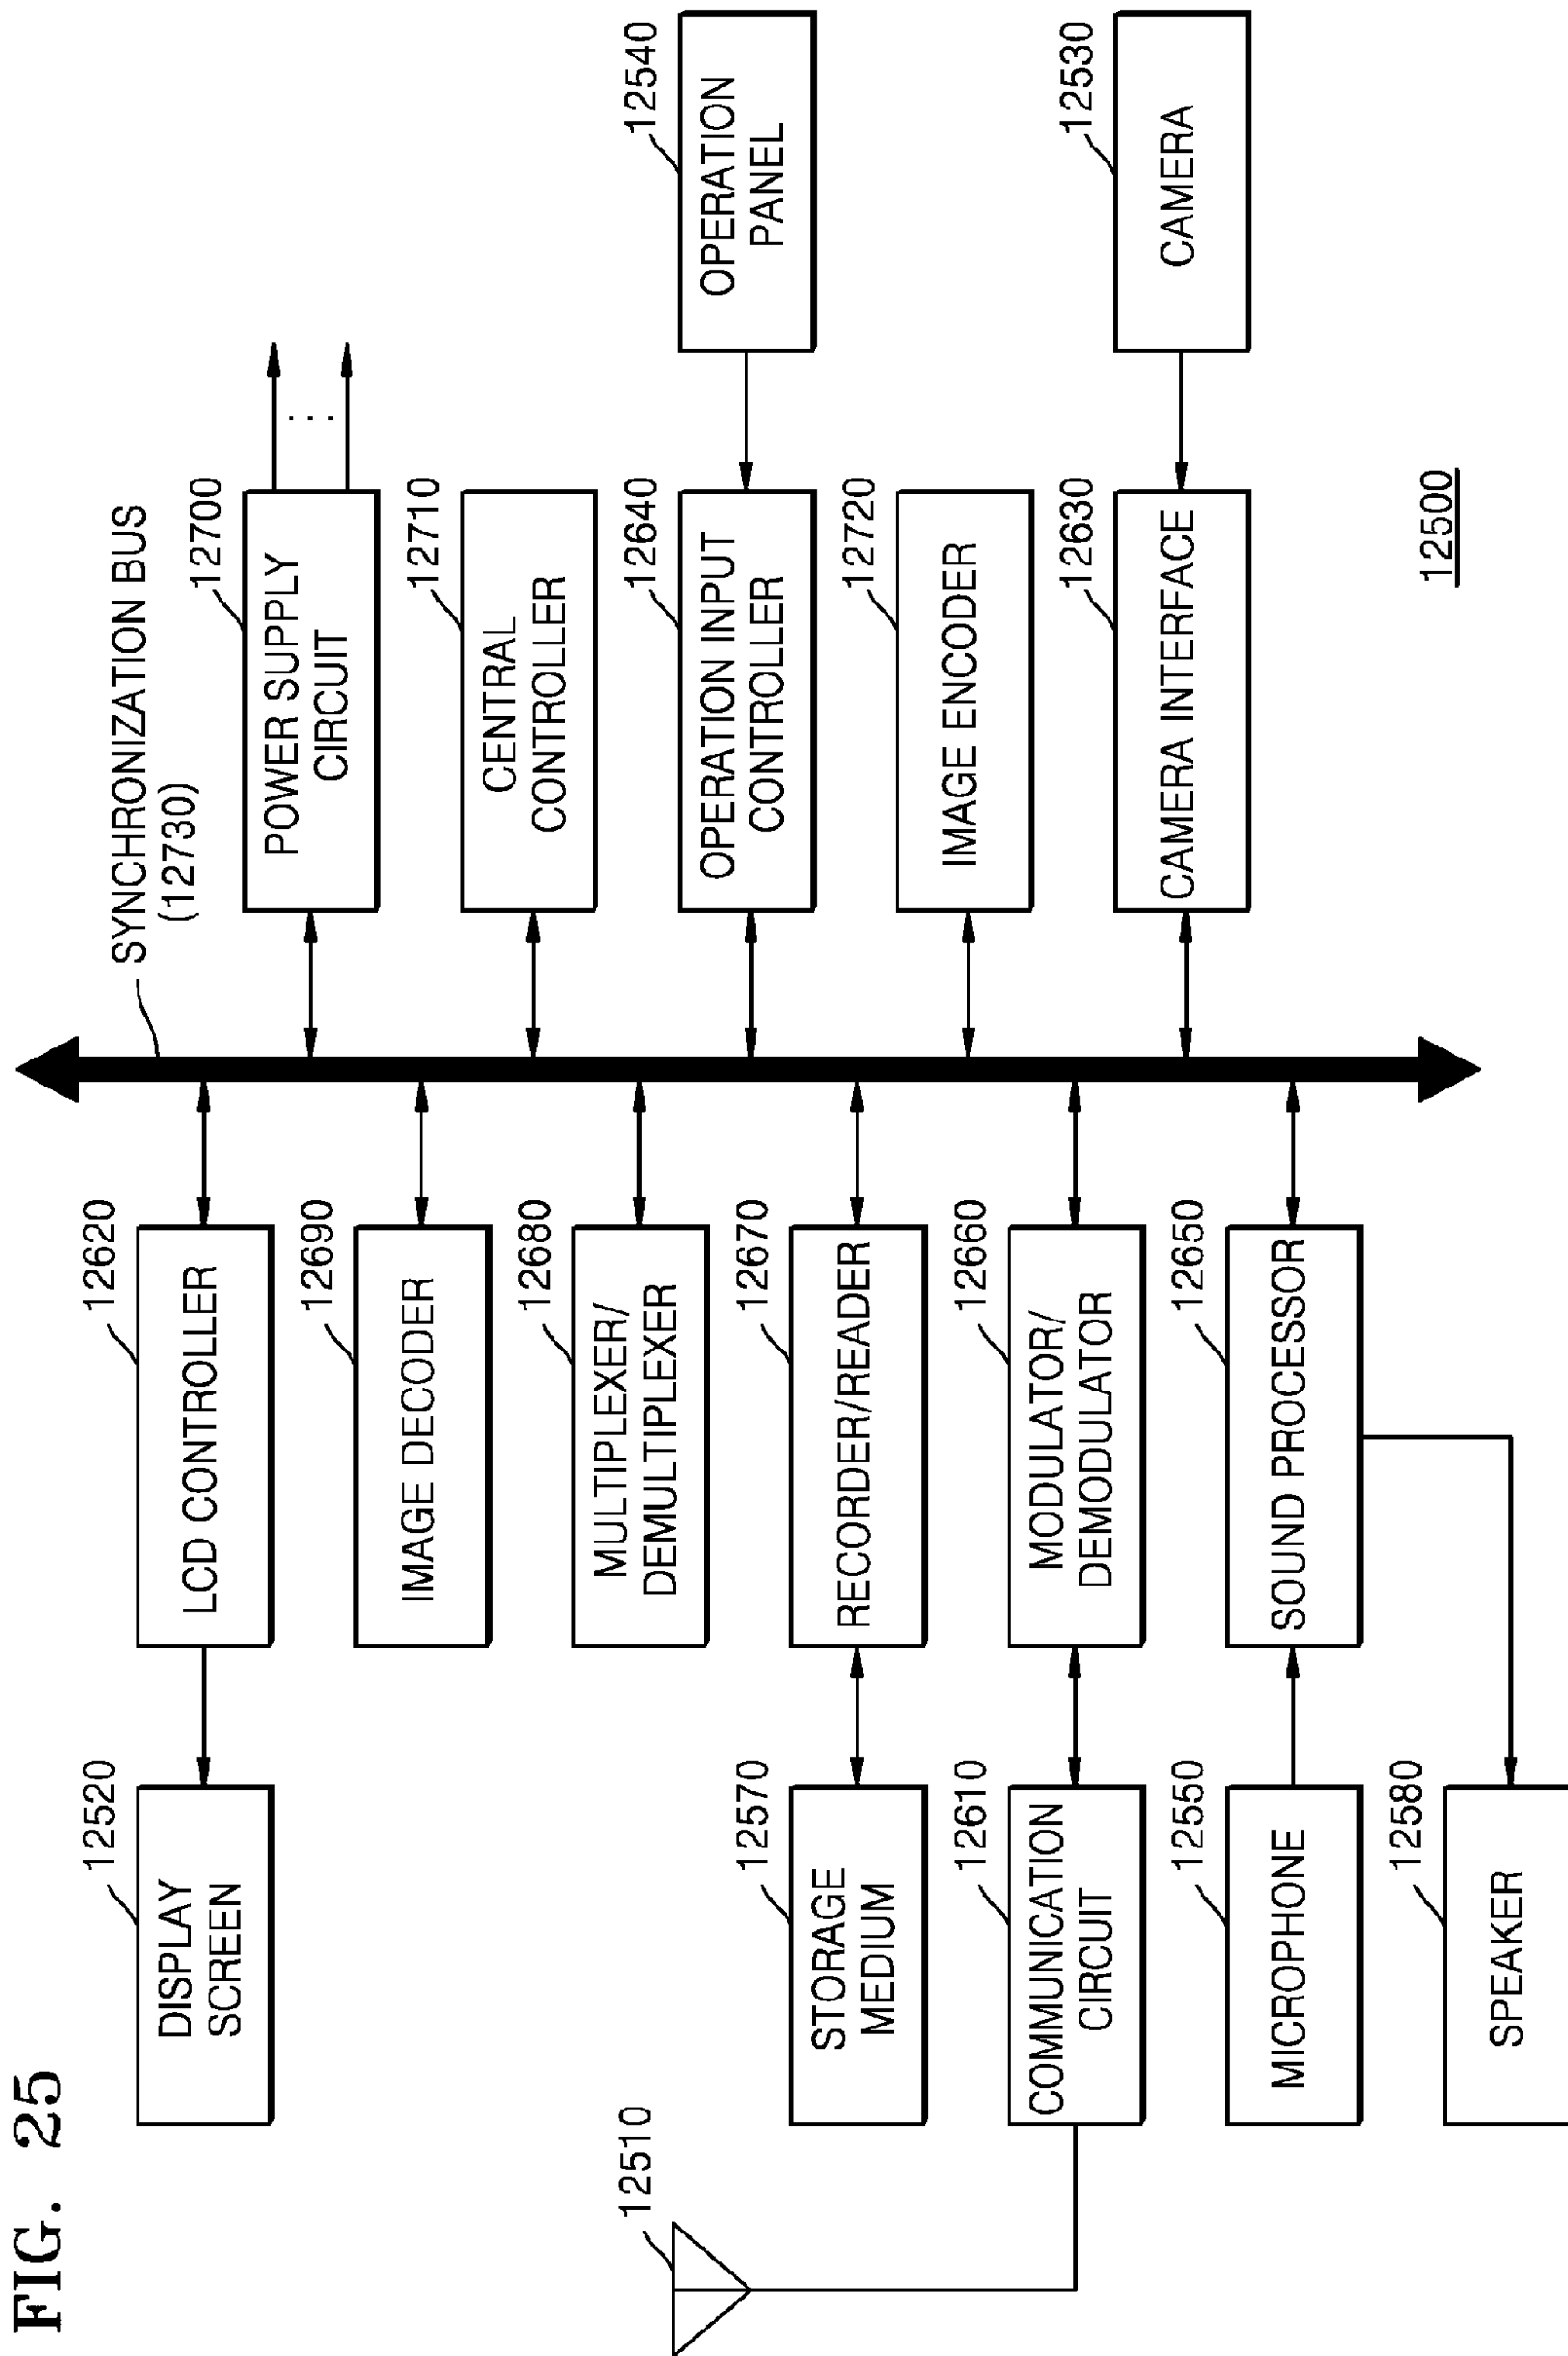 FIG. 25
SYNCHRONIZATION BUS
(12730)
12520
DISPLAY
SCREEN
12620
LCD CONTROLLER
12700
POWER SUPPLY
CIRCUIT
12690
IMAGE DECODER
12710
CENTRAL
CONTROLLER
12680
MULTIPLEXER/
DEMULTIPLEXER
12640
OPERATION INPUT
CONTROLLER
12540
OPERATION
PANEL
12510
12570
STORAGE
MEDIUM
12670
RECORDER/READER
12720
IMAGE ENCODER
12610
COMMUNICATION
CIRCUIT
12660
MODULATOR/
DEMODULATOR
12630
CAMERA INTERFACE
12530
CAMERA
12550
MICROPHONE
12650
SOUND PROCESSOR
12580
SPEAKER
12500